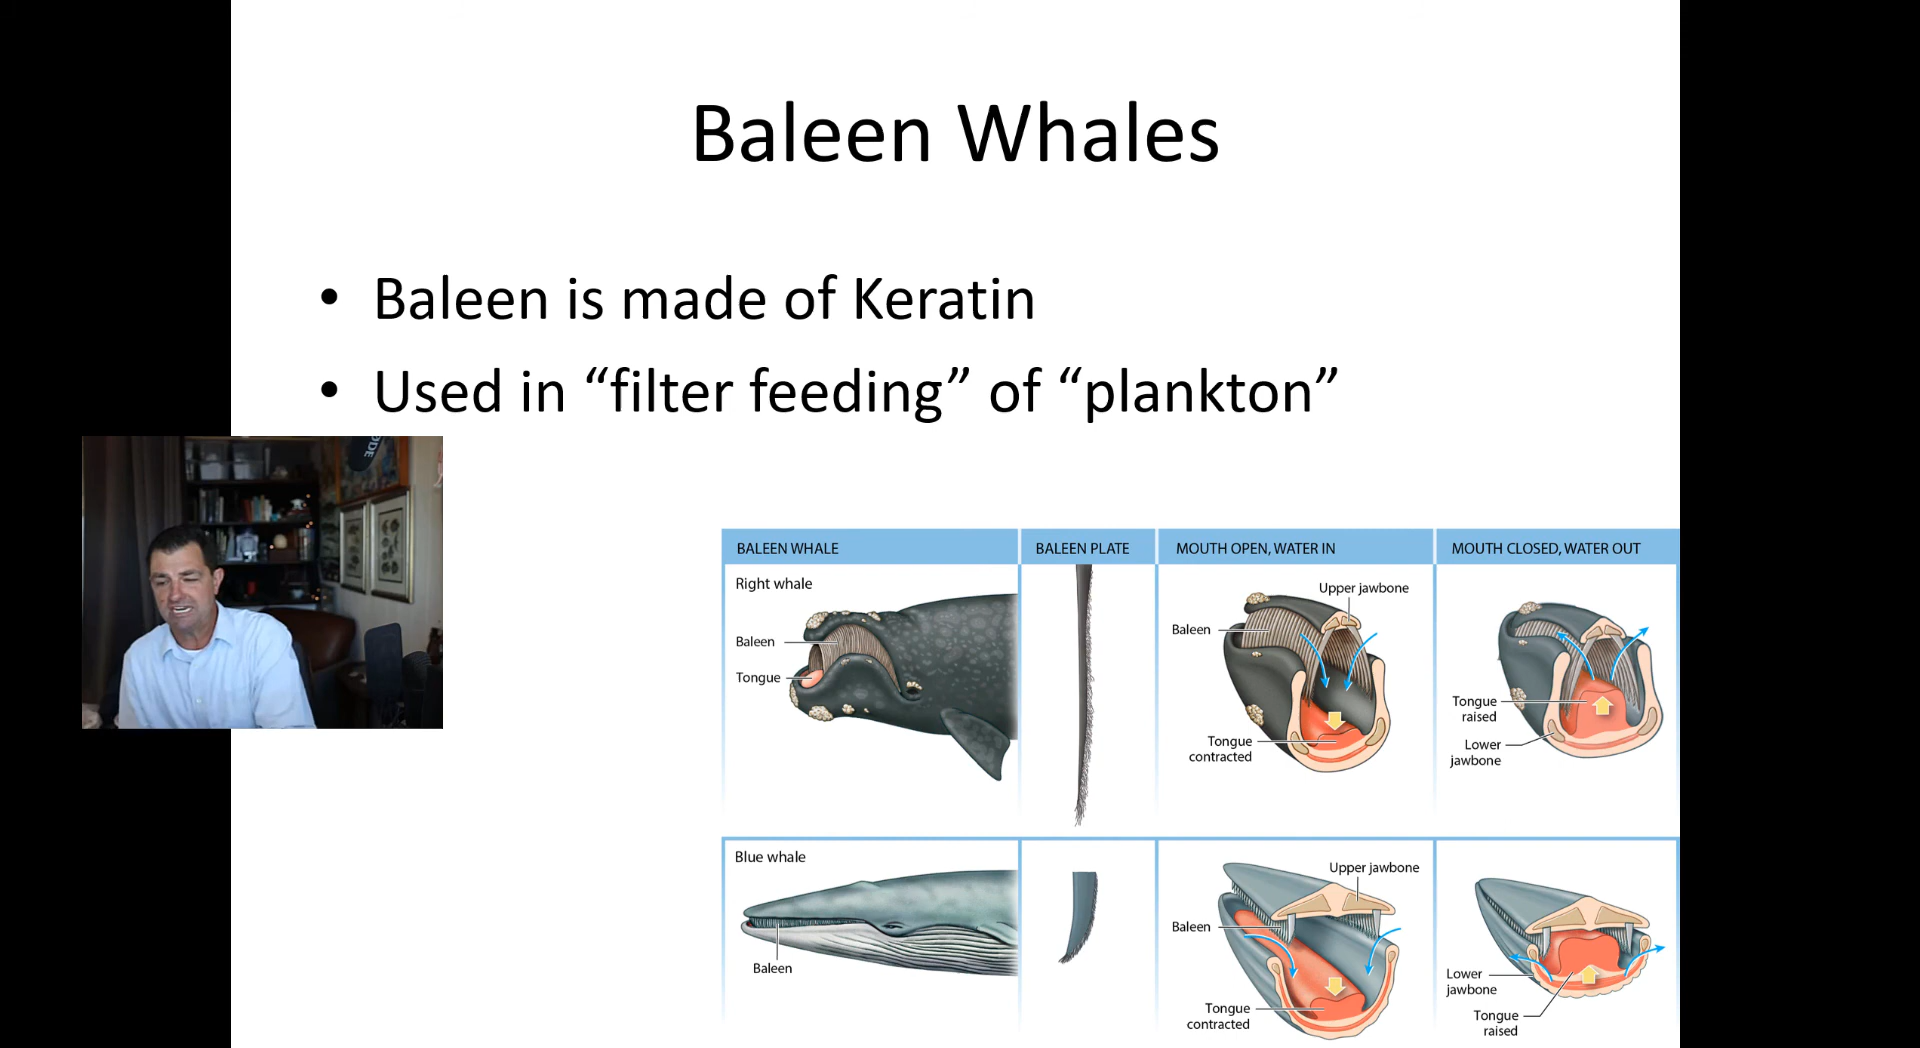 Baleen Whales
• Baleen is made of Keratin
• Used in “filter feeding” of “plankton”
ODE
BALEEN WHALE
BALEEN PLATE
MOUTH OPEN, WATER IN
MOUTH CLOSED, WATER OUT
Right whale
Baleen
Tongue
Upper jawbone
Baleen
Tongue
contracted
Tongue
raised
Lower
jawbone
Blue whale
Baleen
Upper jawbone
Baleen
Tongue
contracted
Lower
jawbone
Tongue
raised